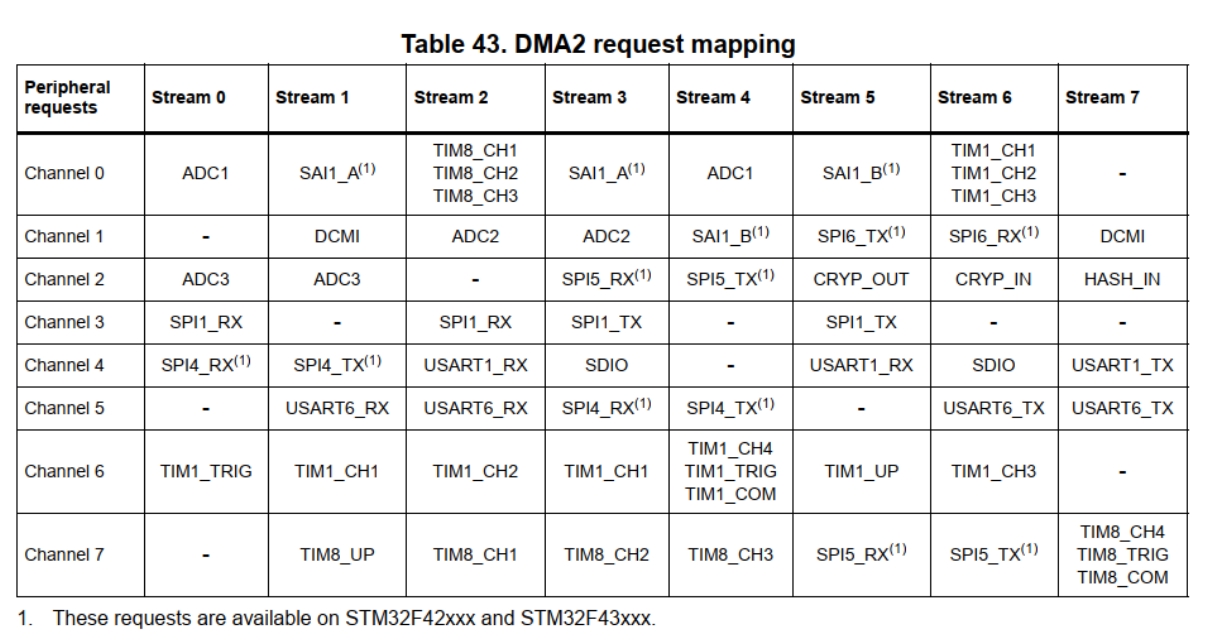 Table 43. DMA2 request mapping
Peripheral requests Stream 0 Stream 1 Stream 2 Stream 3 Stream 4 Stream 5 Stream 6 Stream 7
Channel 0 ADC1 SAI1_A(1) TIM8_CH1 TIM8_CH2 TIM8_CH3 SAI1_A(1) ADC1 SAI1_B(1) TIM1_CH1 TIM1_CH2 TIM1_CH3 -
Channel 1 - DCMI ADC2 ADC2 SAI1_B(1) SPI6_TX(1) SPI6_RX(1) DCMI
Channel 2 ADC3 ADC3 - SPI5_RX(1) SPI5_TX(1) CRYP_OUT CRYP_IN HASH_IN
Channel 3 SPI1_RX - SPI1_RX SPI1_TX - SPI1_TX - -
Channel 4 SPI4_RX(1) SPI4_TX(1) USART1_RX SDIO - USART1_RX SDIO USART1_TX
Channel 5 - USART6_RX USART6_RX SPI4_RX(1) SPI4_TX(1) - USART6_TX USART6_TX
Channel 6 TIM1_TRIG TIM1_CH1 TIM1_CH2 TIM1_CH1 TIM1_CH4 TIM1_TRIG TIM1_COM TIM1_UP TIM1_CH3 -
Channel 7 - TIM8_UP TIM8_CH1 TIM8_CH2 TIM8_CH3 SPI5_RX(1) SPI5_TX(1) TIM8_CH4 TIM8_TRIG TIM8_COM
1. These requests are available on STM32F42xxx and STM32F43xxx.